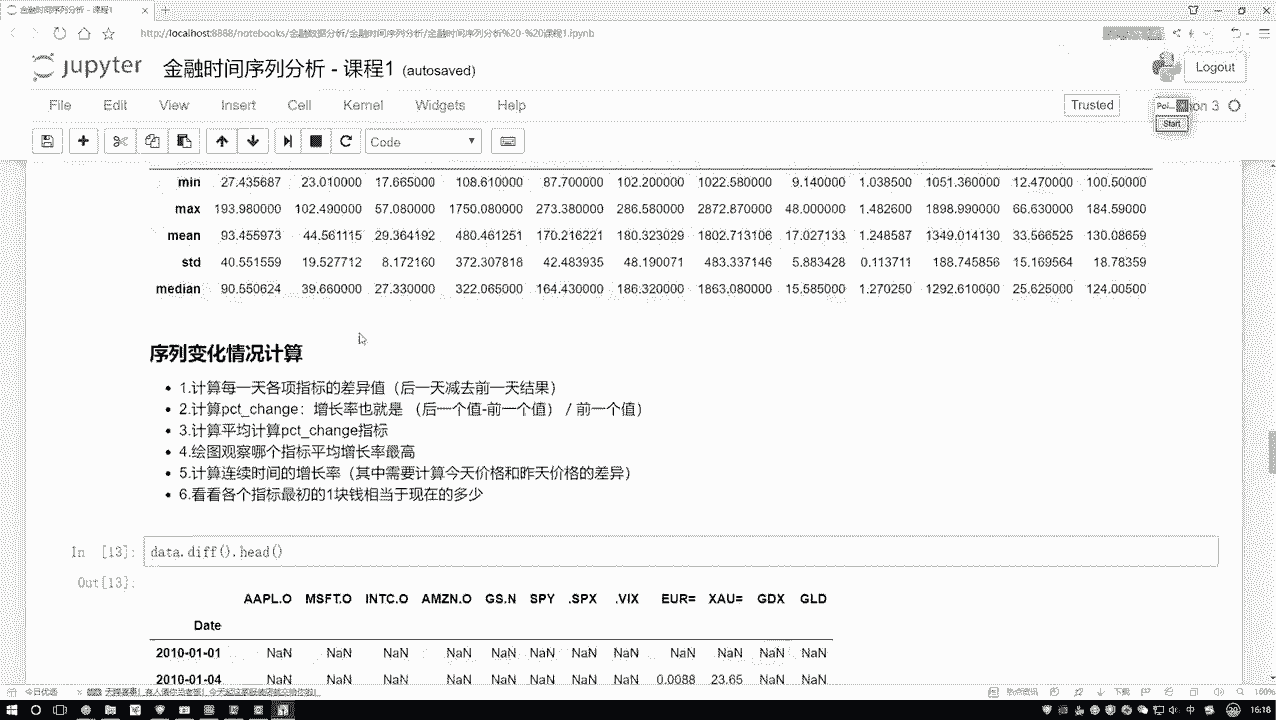 金融时间序列分析 - 课程1
http://localhost:8888/notebooks/金融数据分析/金融时间序列分析/金融时间序列分析%20-%20课程1.ipynb
jupyter 金融时间序列分析 - 课程1 (autosaved) Logout
File Edit View Insert Cell Kernel Widgets Help Trusted on 3
Code Start
min 27.435687 23.010000 17.665000 108.610000 87.700000 102.200000 1022.580000 9.140000 1.038500 1051.360000 12.470000 100.50000
max 193.980000 102.490000 57.080000 1750.080000 273.380000 286.580000 2872.870000 48.000000 1.482600 1898.990000 66.630000 184.59000
mean 93.455973 44.561115 29.364192 480.461251 170.216221 180.323029 1802.713106 17.027133 1.248587 1349.014130 33.566525 130.08659
std 40.551559 19.527712 8.172160 372.307818 42.483935 48.190071 483.337146 5.883428 0.113711 188.745856 15.169564 18.78359
median 90.550624 39.660000 27.330000 322.065000 164.430000 186.320000 1863.080000 15.585000 1.270250 1292.610000 25.625000 124.00500
序列变化情况计算
• 1.计算每一天各项指标的差异值（后一天减去前一天结果）
• 2.计算pct_change：增长率也就是 （后一个值-前一个值） / 前一个值）
• 3.计算平均计算pct_change指标
• 4.绘图观察哪个指标平均增长率最高
• 5.计算连续时间的增长率（其中需要计算今天价格和昨天价格的差异）
• 6.看看各个指标最初的1块钱相当于现在的多少
In [13]: data.diff().head()
Out[13]:
AAPL.O MSFT.O INTC.O AMZN.O GS.N SPY .SPX .VIX EUR= XAU= GDX GLD
Date
2010-01-01 NaN NaN NaN NaN NaN NaN NaN NaN NaN NaN NaN NaN
2010-01-04 NaN NaN NaN NaN NaN NaN NaN NaN 0.0088 23.65 NaN NaN
今日优选 下载 100%
中 16:18